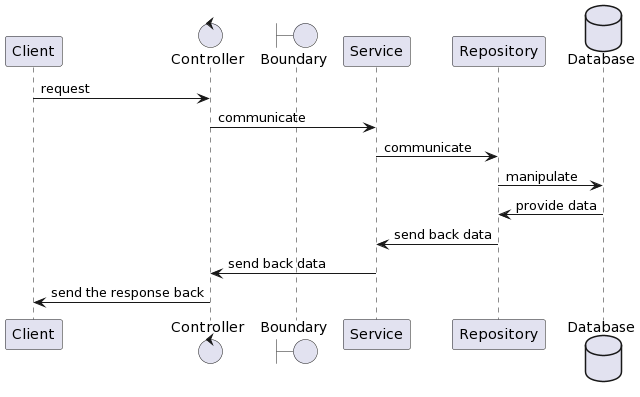 Client
Controller
Boundary
Service
Repository
Database
request
communicate
communicate
manipulate
provide data
send back data
send back data
send the response back
Client
Controller
Boundary
Service
Repository
Database